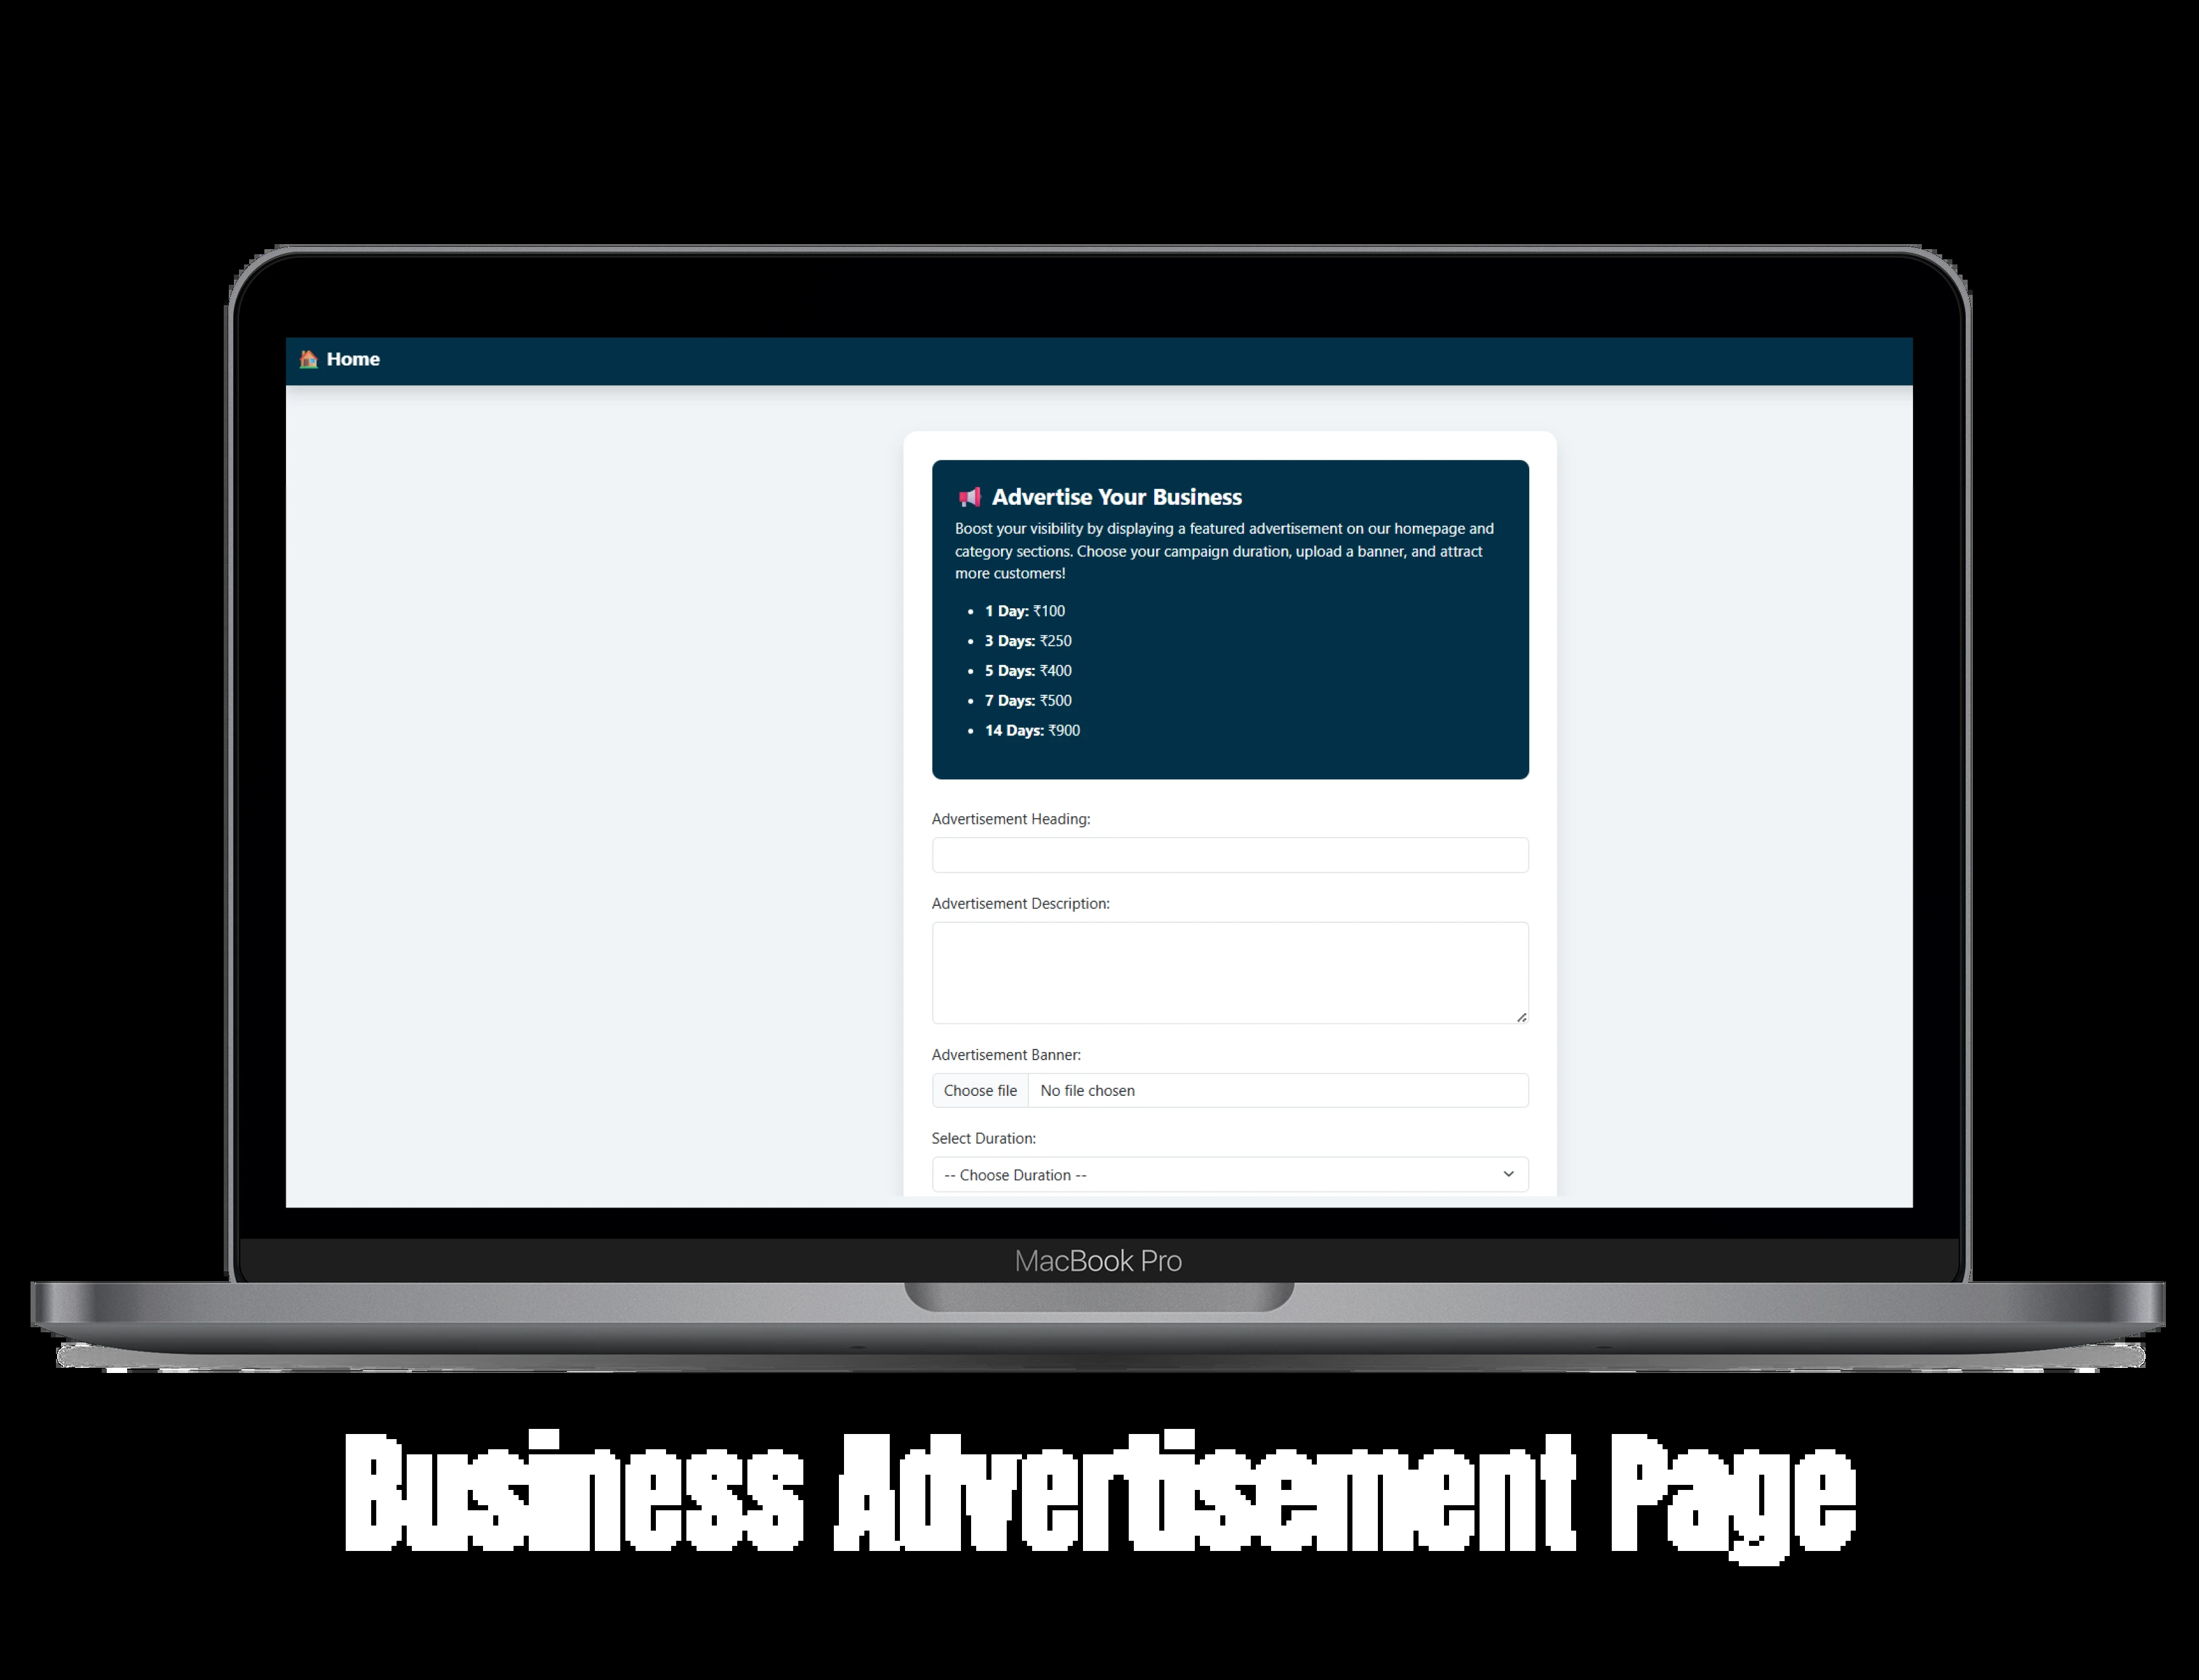 🏠 Home
📢 Advertise Your Business
Boost your visibility by displaying a featured advertisement on our homepage and
category sections. Choose your campaign duration, upload a banner, and attract
more customers!
• 1 Day: ₹100
• 3 Days: ₹250
• 5 Days: ₹400
• 7 Days: ₹500
• 14 Days: ₹900
Advertisement Heading:
Advertisement Description:
Advertisement Banner:
Choose file No file chosen
Select Duration:
-- Choose Duration --
MacBook Pro
Business Advertisement Page